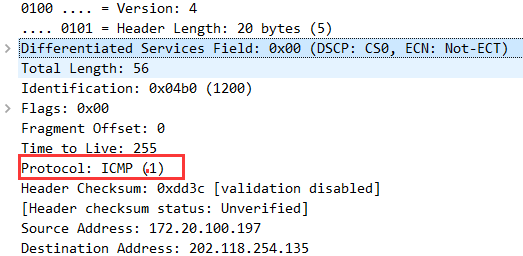 0100 .... = Version: 4
.... 0101 = Header Length: 20 bytes (5)
Differentiated Services Field: 0x00 (DSCP: CS0, ECN: Not-ECT)
Total Length: 56
Identification: 0x04b0 (1200)
Flags: 0x00
Fragment Offset: 0
Time to Live: 255
Protocol: ICMP (1)
Header Checksum: 0xdd3c [validation disabled]
[Header checksum status: Unverified]
Source Address: 172.20.100.197
Destination Address: 202.118.254.135